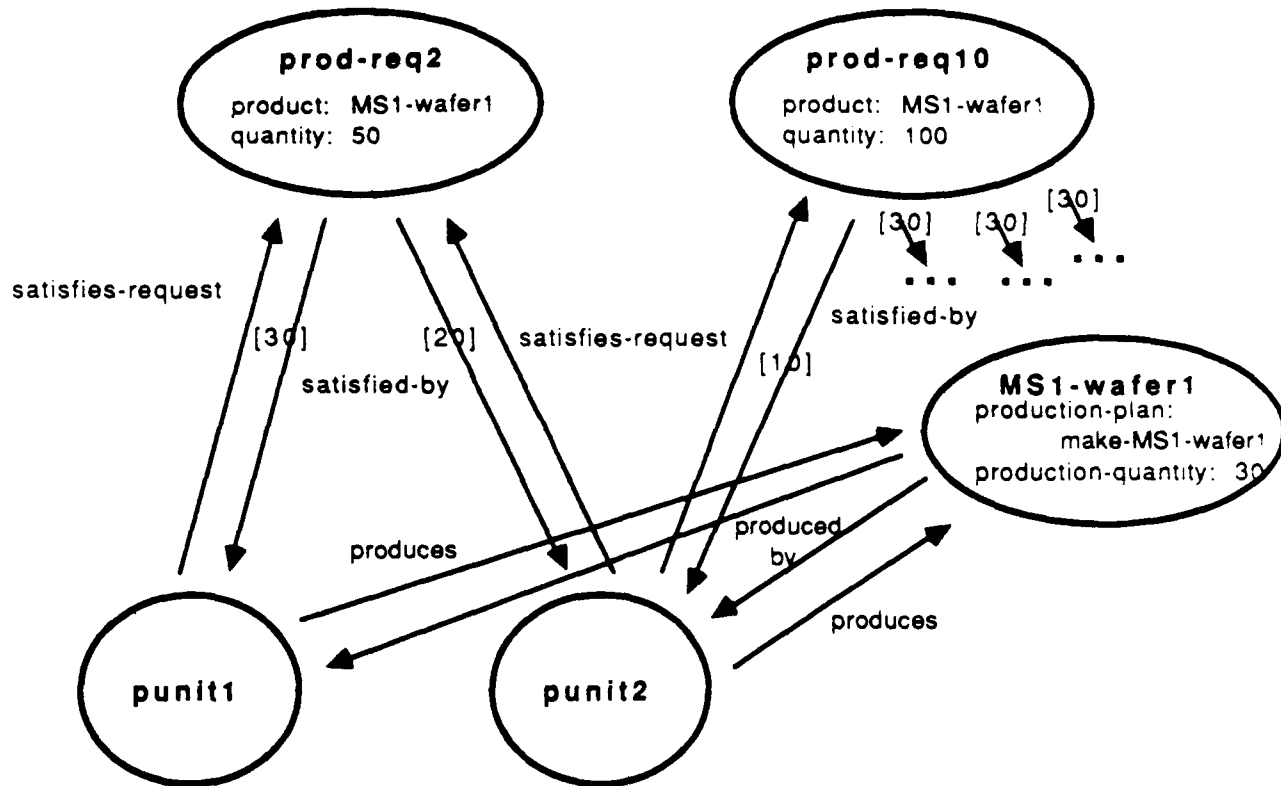 prod-req2
product: MS1-wafer1
quantity: 50
prod-req10
product: MS1-wafer1
quantity: 100
[30]
[30]
[30]
... ... ...
satisfies-request
[30]
satisfied-by
[20]
satisfies-request
[10]
satisfied-by
MS1-wafer1
production-plan:
make-MS1-wafer1
production-quantity: 30
produces
produced
by
produces
punit1
punit2